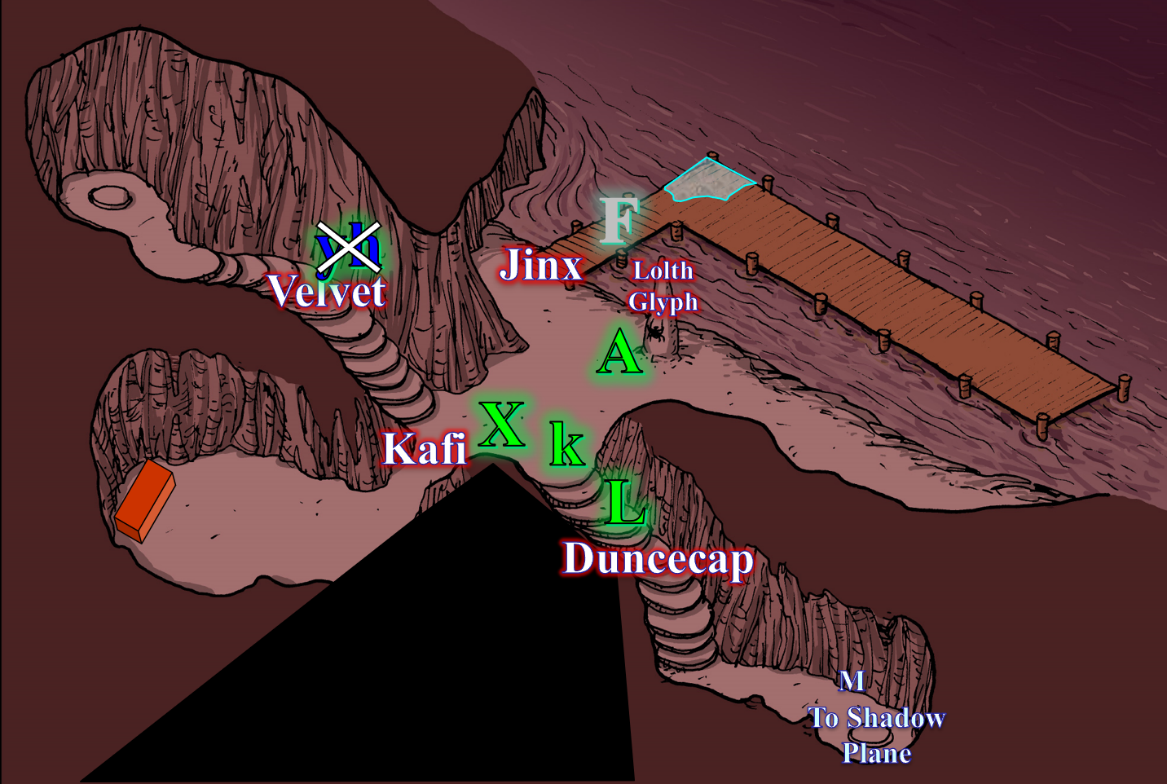 F
yh
Jinx
Lolth
Glyph
Velvet
A
X
k
Kafi
L
Duncecap
M
To Shadow
Plane